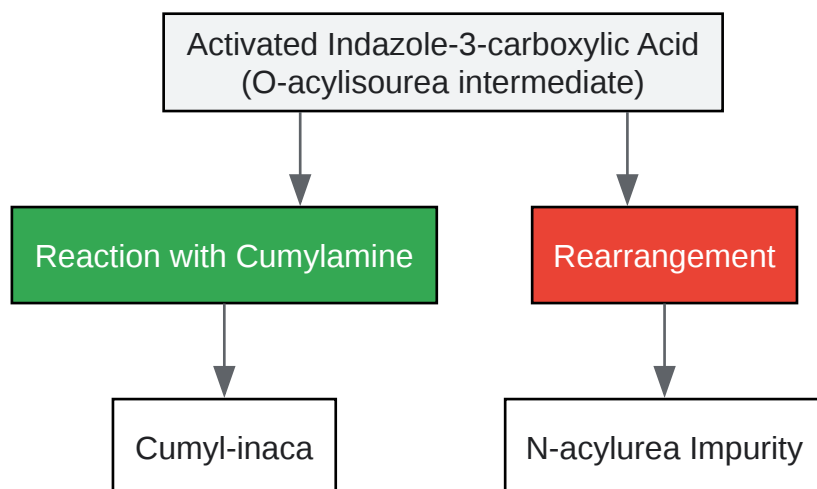 Activated Indazole-3-carboxylic Acid
(O-acylisourea intermediate)
Reaction with Cumylamine
Rearrangement
Cumyl-inaca
N-acylurea Impurity